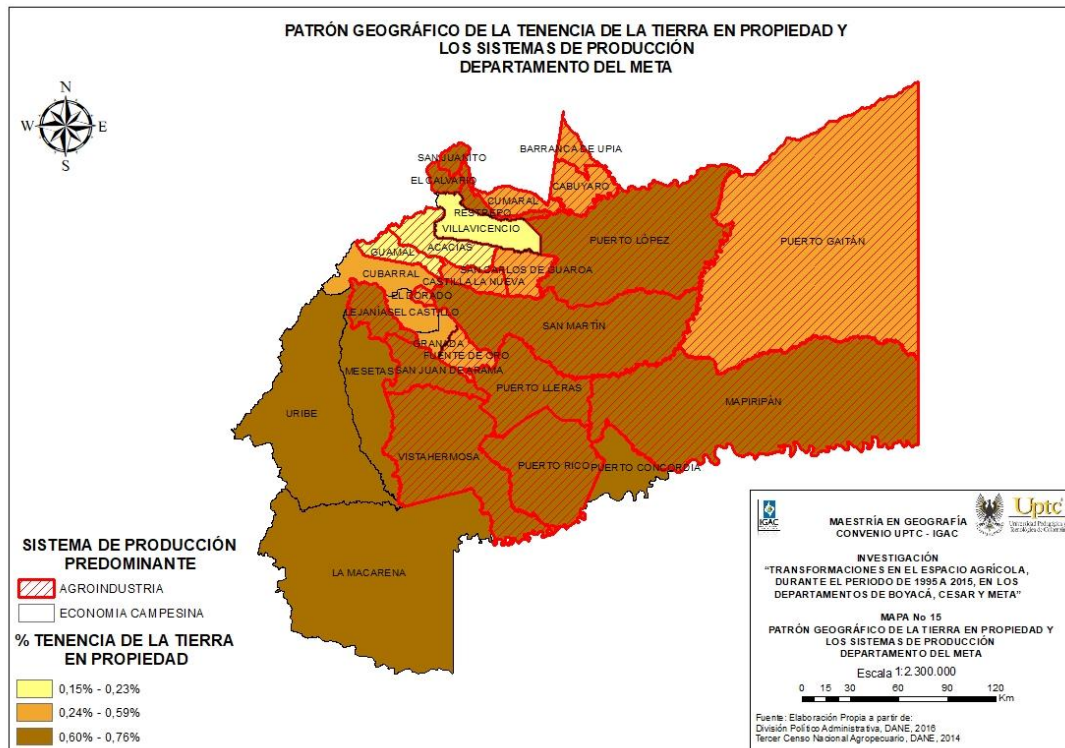 PATRÓN GEOGRÁFICO DE LA TENENCIA DE LA TIERRA EN PROPIEDAD Y
LOS SISTEMAS DE PRODUCCIÓN
DEPARTAMENTO DEL META
N
W
E
S
SAN JUANITO
BARRANCA DE UPIA
EL CALVARIO
CABUYARO
CUMARAL
RESTREPO
VILLAVICENCIO
PUERTO LÓPEZ
PUERTO GAITÁN
ACACIAS
GUAMAL
SAN CARLOS DE GUAROA
CUBARRAL
CASTILLA LA NUEVA
EL DORADO
LEJANÍAS
EL CASTILLO
SAN MARTÍN
GRANADA
FUENTE DE ORO
MESETAS
SAN JUAN DE ARAMA
PUERTO LLERAS
MAPIRIPÁN
URIBE
VISTAHERMOSA
PUERTO RICO
PUERTO CONCORDIA
LA MACARENA
SISTEMA DE PRODUCCIÓN
PREDOMINANTE
AGROINDUSTRIA
ECONOMIA CAMPESINA
% TENENCIA DE LA TIERRA
EN PROPIEDAD
0,15% - 0,23%
0,24% - 0,59%
0,60% - 0,76%
IGAC
Uptc
Universidad Pedagógica y
Tecnológica de Colombia
MAESTRÍA EN GEOGRAFÍA
CONVENIO UPTC - IGAC
INVESTIGACIÓN
"TRANSFORMACIONES EN EL ESPACIO AGRÍCOLA,
DURANTE EL PERIODO DE 1995 A 2015, EN LOS
DEPARTAMENTOS DE BOYACÁ, CESAR Y META"
MAPA No 15
PATRÓN GEOGRÁFICO DE LA TIERRA EN PROPIEDAD Y
LOS SISTEMAS DE PRODUCCIÓN
DEPARTAMENTO DEL META
Escala 1:2.300.000
0 15 30 60 90 120
Km
Fuente: Elaboración Propia a partir de:
División Político Administrativa, DANE, 2016
Tercer Censo Nacional Agropecuario, DANE, 2014